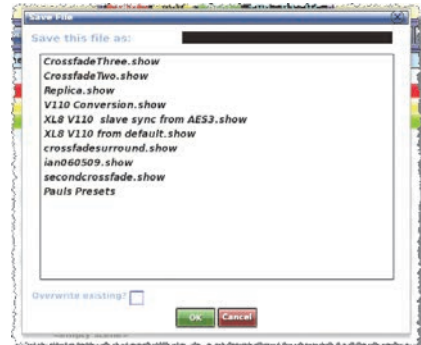 Save File
Save this file as:
CrossfadeThree.show
CrossfadeTwo.show
Replica.show
V110 Conversion.show
XL8 V110 slave sync from AES3.show
XL8 V110 from default.show
crossfadesurround.show
ian060509.show
secondcrossfade.show
Pauls Presets
Overwrite existing?
OK
Cancel